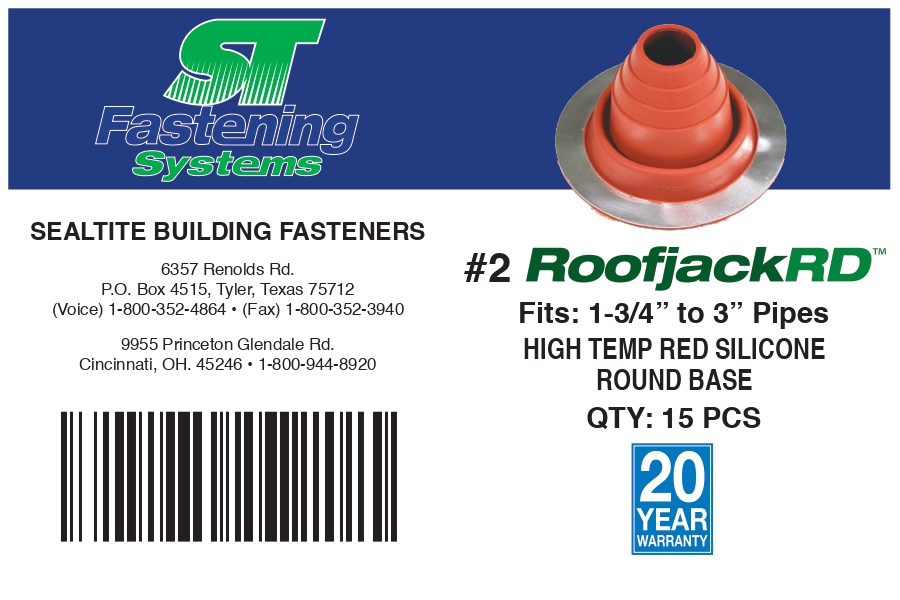 ST
Fastening
Systems
SEALTITE BUILDING FASTENERS
6357 Renolds Rd.
P.O. Box 4515, Tyler, Texas 75712
(Voice) 1-800-352-4864 • (Fax) 1-800-352-3940
9955 Princeton Glendale Rd.
Cincinnati, OH. 45246 • 1-800-944-8920
#2 RoofjackRD™
Fits: 1-3/4” to 3” Pipes
HIGH TEMP RED SILICONE
ROUND BASE
QTY: 15 PCS
20
YEAR
WARRANTY